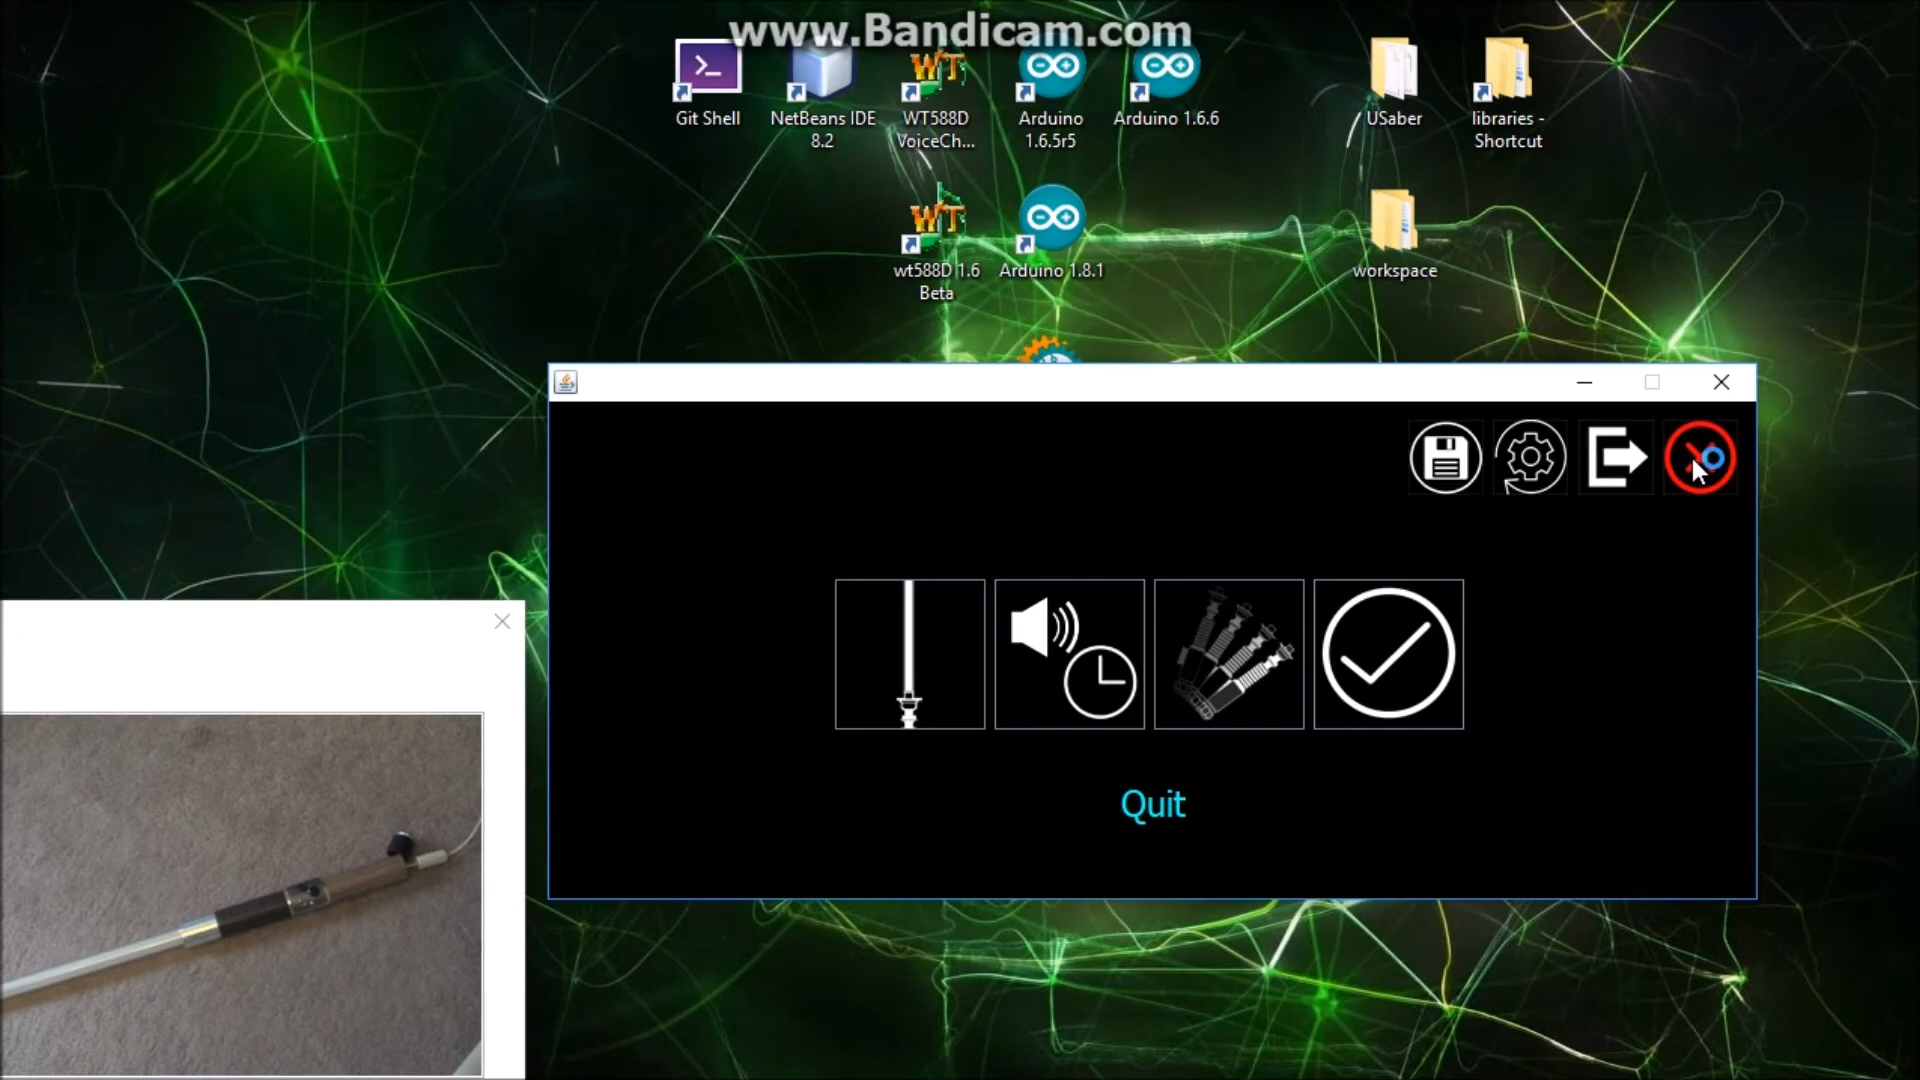 www.Bandicam.com
Git Shell
NetBeans IDE
8.2
WT588D
VoiceCh...
Arduino
1.6.5r5
Arduino 1.6.6
USaber
libraries -
Shortcut
wt588D 1.6
Beta
Arduino 1.8.1
workspace
Quit